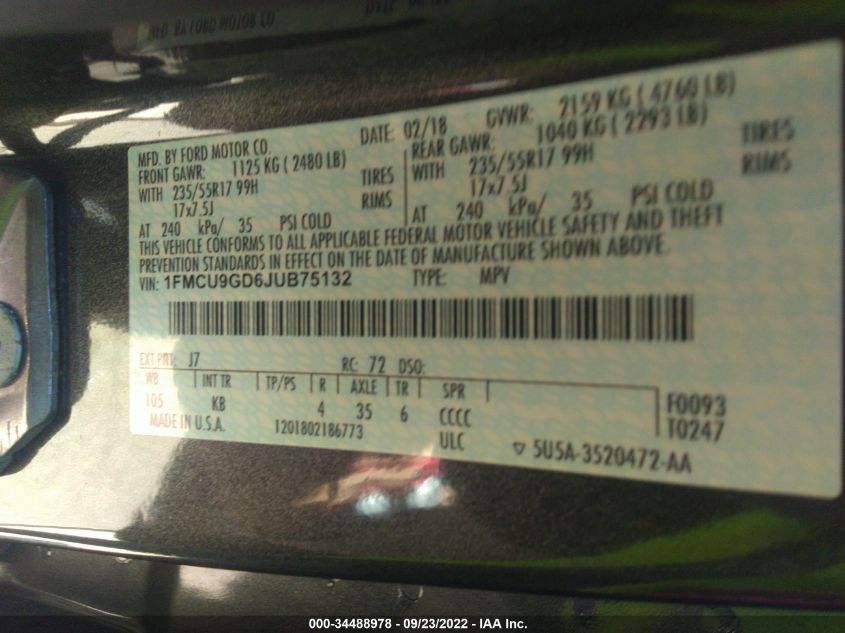 MFD. BY FORD MOTOR CO
MFD. BY FORD MOTOR CO. DATE: 02/18 GVWR: 2159 KG ( 4760 LB)
FRONT GAWR: 1125 KG ( 2480 LB) REAR GAWR: 1040 KG ( 2293 LB)
WITH 235/55R17 99H TIRES WITH 235/55R17 99H TIRES
17x7.5J RIMS 17x7.5J RIMS
AT 240 kPa/ 35 PSI COLD AT 240 kPa/ 35 PSI COLD
THIS VEHICLE CONFORMS TO ALL APPLICABLE FEDERAL MOTOR VEHICLE SAFETY AND THEFT
PREVENTION STANDARDS IN EFFECT ON THE DATE OF MANUFACTURE SHOWN ABOVE.
VIN: 1FMCU9GD6JUB75132 TYPE: MPV
EXT PNT: J7 RC: 72 DSO:
WB INT TR TP/PS R AXLE TR SPR
105 KB 4 35 6 CCCC F0093
MADE IN U.S.A. 1201802186773 ULC T0247
▽ 5U5A-3520472-AA
000-34488978 - 09/23/2022 - IAA Inc.